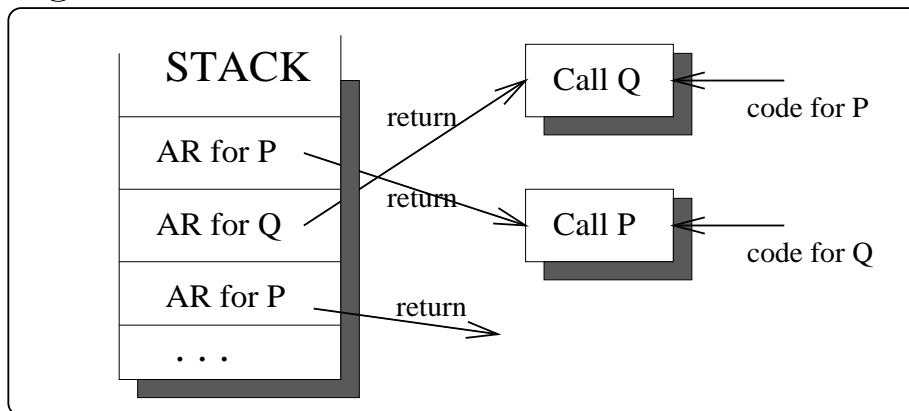 STACK
AR for P
AR for Q
AR for P
. . .
return
return
return
Call Q
code for P
Call P
code for Q